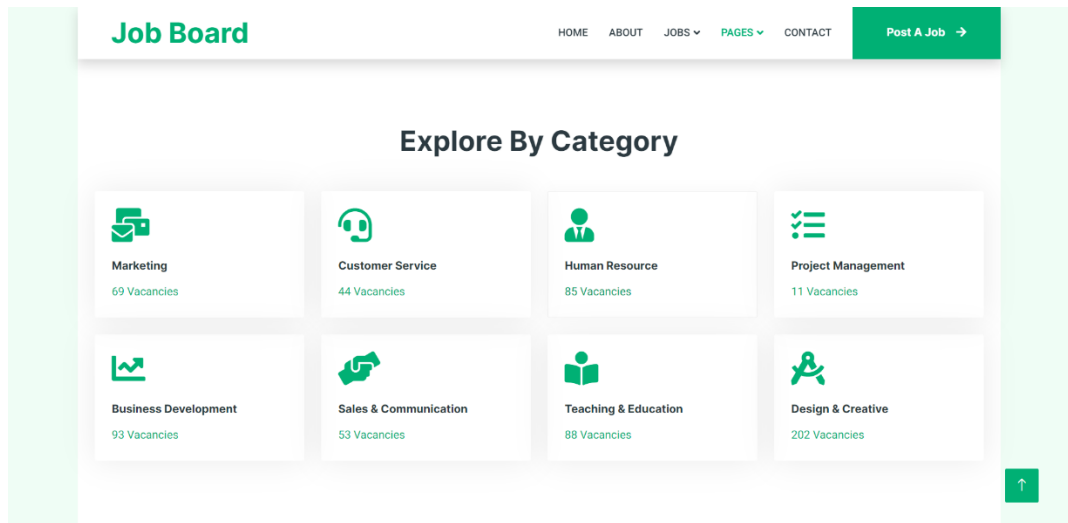 Job Board
HOME ABOUT JOBS PAGES CONTACT Post A Job
Explore By Category
Marketing
69 Vacancies
Customer Service
44 Vacancies
Human Resource
85 Vacancies
Project Management
11 Vacancies
Business Development
93 Vacancies
Sales & Communication
53 Vacancies
Teaching & Education
88 Vacancies
Design & Creative
202 Vacancies